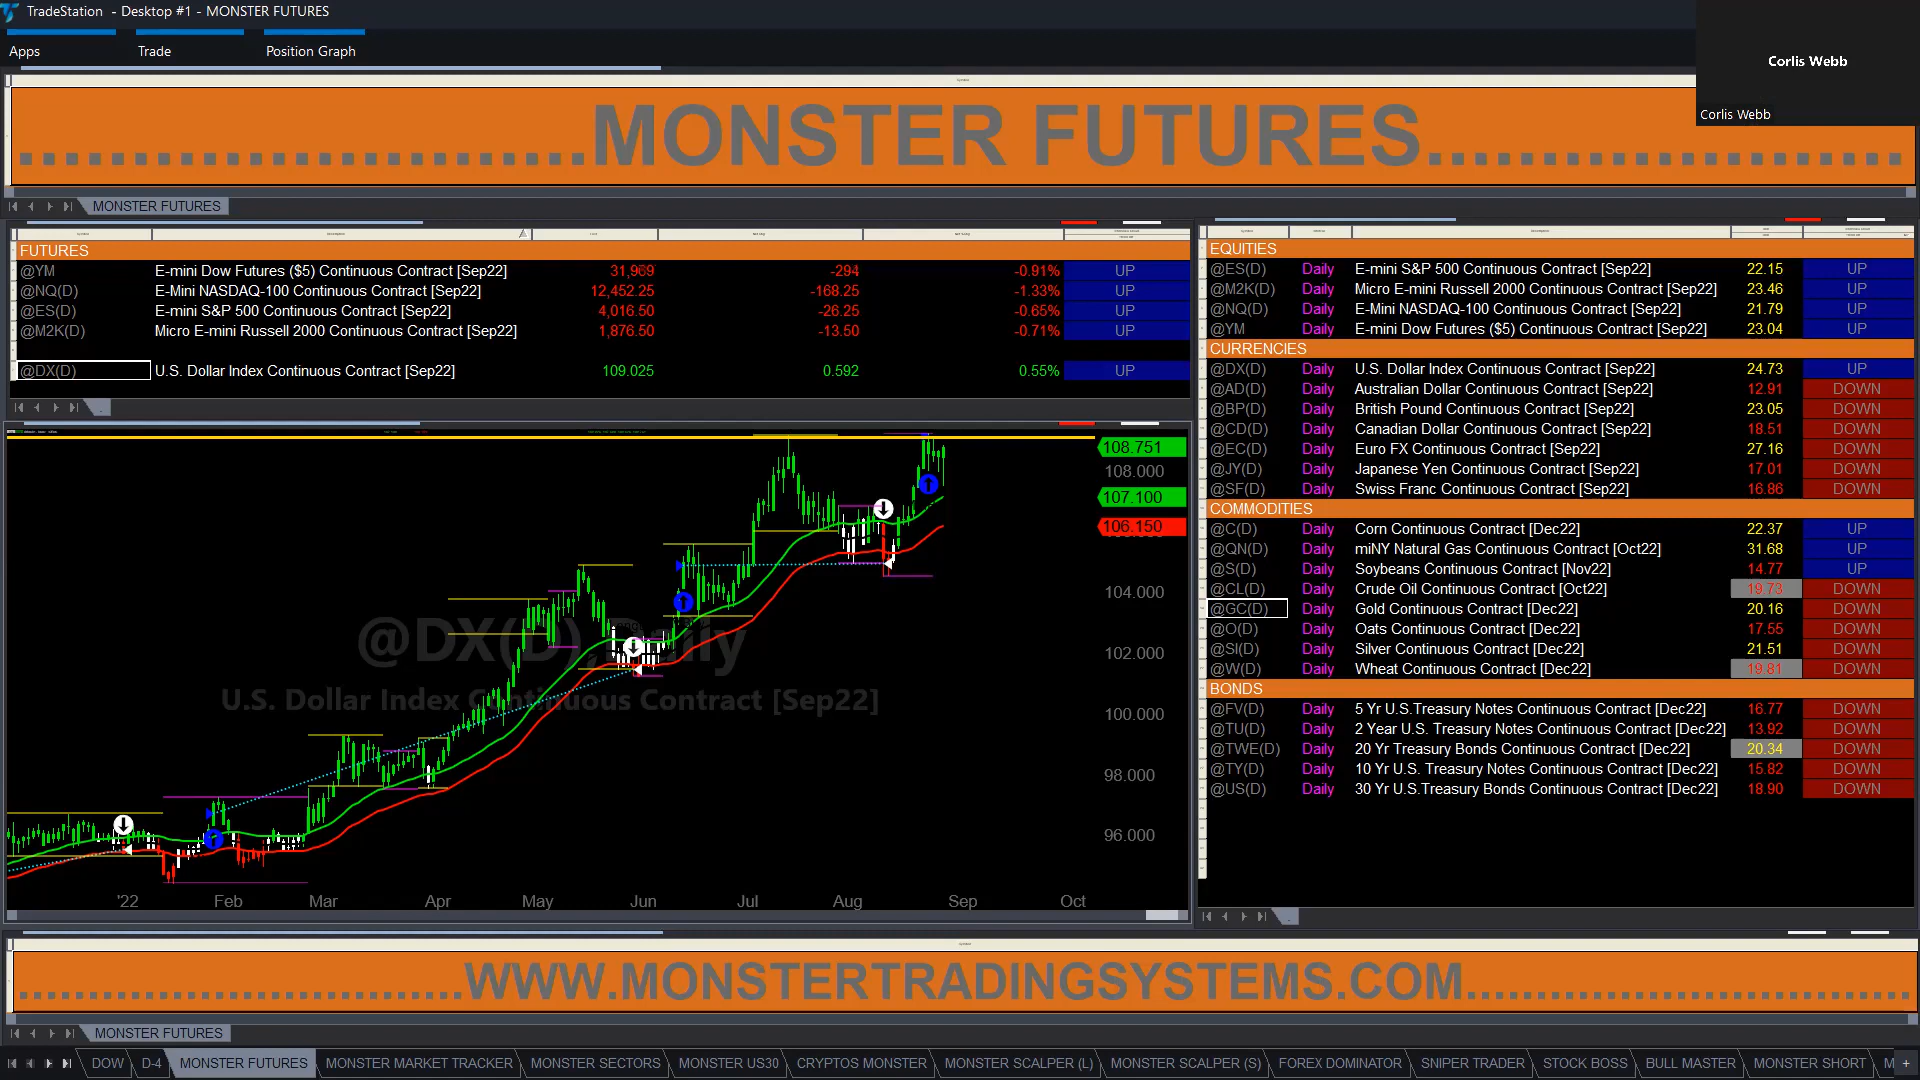 TradeStation - Desktop #1 - MONSTER FUTURES
Apps Trade Position Graph
Corlis Webb
Corlis Webb
................................MONSTER FUTURES................................
MONSTER FUTURES
FUTURES
@YM E-mini Dow Futures ($5) Continuous Contract [Sep22] 31,969 -294 -0.91% UP
@NQ(D) E-Mini NASDAQ-100 Continuous Contract [Sep22] 12,452.25 -168.25 -1.33% UP
@ES(D) E-mini S&P 500 Continuous Contract [Sep22] 4,016.50 -26.25 -0.65% UP
@M2K(D) Micro E-mini Russell 2000 Continuous Contract [Sep22] 1,876.50 -13.50 -0.71% UP
@DX(D) U.S. Dollar Index Continuous Contract [Sep22] 109.025 0.592 0.55% UP
@DX(D), Daily
U.S. Dollar Index Continuous Contract [Sep22]
108.751
108.000
107.100
106.150
104.000
102.000
100.000
98.000
96.000
'22 Feb Mar Apr May Jun Jul Aug Sep Oct
EQUITIES
@ES(D) Daily E-mini S&P 500 Continuous Contract [Sep22] 22.15 UP
@M2K(D) Daily Micro E-mini Russell 2000 Continuous Contract [Sep22] 23.46 UP
@NQ(D) Daily E-Mini NASDAQ-100 Continuous Contract [Sep22] 21.79 UP
@YM Daily E-mini Dow Futures ($5) Continuous Contract [Sep22] 23.04 UP
CURRENCIES
@DX(D) Daily U.S. Dollar Index Continuous Contract [Sep22] 24.73 UP
@AD(D) Daily Australian Dollar Continuous Contract [Sep22] 12.91 DOWN
@BP(D) Daily British Pound Continuous Contract [Sep22] 23.05 DOWN
@CD(D) Daily Canadian Dollar Continuous Contract [Sep22] 18.51 DOWN
@EC(D) Daily Euro FX Continuous Contract [Sep22] 27.16 DOWN
@JY(D) Daily Japanese Yen Continuous Contract [Sep22] 17.01 DOWN
@SF(D) Daily Swiss Franc Continuous Contract [Sep22] 16.86 DOWN
COMMODITIES
@C(D) Daily Corn Continuous Contract [Dec22] 22.37 UP
@QN(D) Daily miNY Natural Gas Continuous Contract [Oct22] 31.68 UP
@S(D) Daily Soybeans Continuous Contract [Nov22] 14.77 UP
@CL(D) Daily Crude Oil Continuous Contract [Oct22] 19.73 DOWN
@GC(D) Daily Gold Continuous Contract [Dec22] 20.16 DOWN
@O(D) Daily Oats Continuous Contract [Dec22] 17.55 DOWN
@SI(D) Daily Silver Continuous Contract [Dec22] 21.51 DOWN
@W(D) Daily Wheat Continuous Contract [Dec22] 19.81 DOWN
BONDS
@FV(D) Daily 5 Yr U.S.Treasury Notes Continuous Contract [Dec22] 16.77 DOWN
@TU(D) Daily 2 Year U.S. Treasury Notes Continuous Contract [Dec22] 13.92 DOWN
@TWE(D) Daily 20 Yr Treasury Bonds Continuous Contract [Dec22] 20.34 DOWN
@TY(D) Daily 10 Yr U.S. Treasury Notes Continuous Contract [Dec22] 15.82 DOWN
@US(D) Daily 30 Yr U.S.Treasury Bonds Continuous Contract [Dec22] 18.90 DOWN
........................WWW.MONSTERTRADINGSYSTEMS.COM........................
MONSTER FUTURES
DOW D-4 MONSTER FUTURES MONSTER MARKET TRACKER MONSTER SECTORS MONSTER US30 CRYPTOS MONSTER MONSTER SCALPER (L) MONSTER SCALPER (S) FOREX DOMINATOR SNIPER TRADER STOCK BOSS BULL MASTER MONSTER SHORT M +